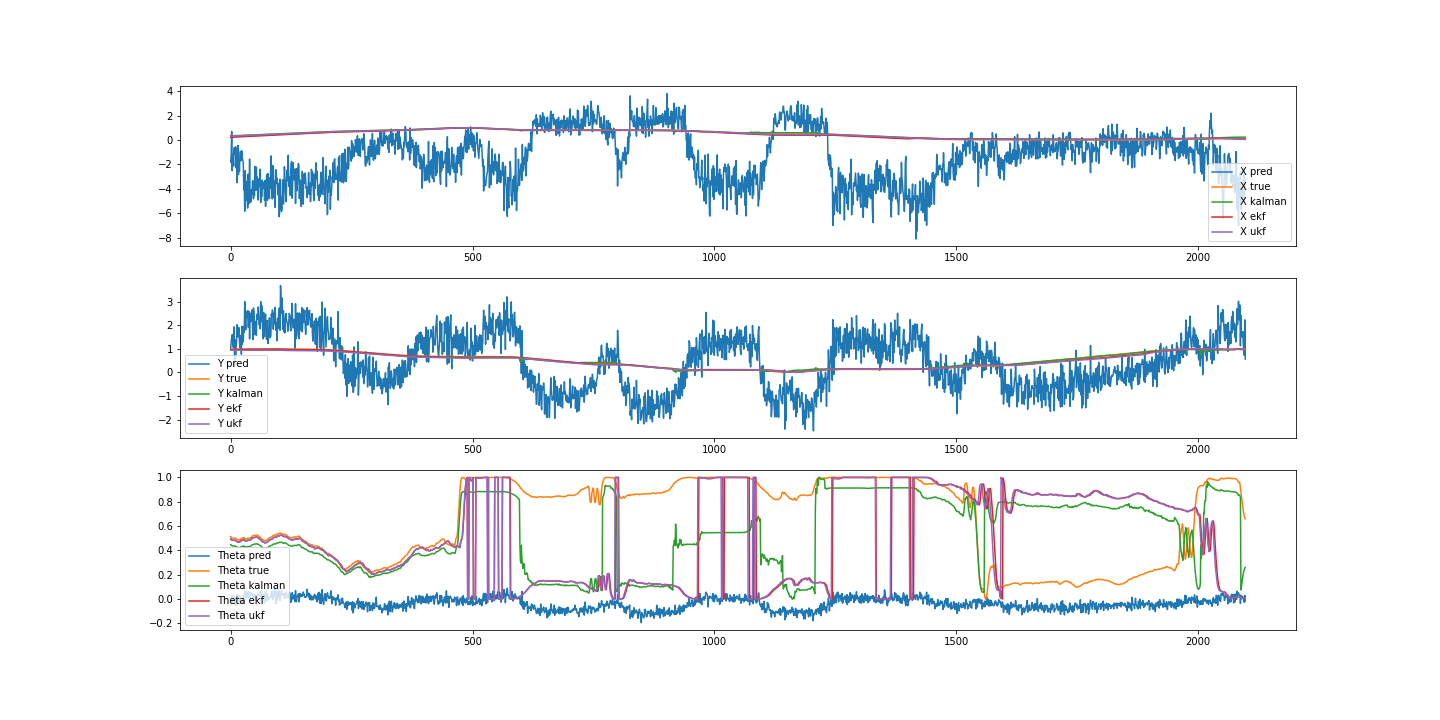 4
2
0
−2
−4
−6
−8
0 500 1000 1500 2000
X pred
X true
X kalman
X ekf
X ukf
3
2
1
0
−1
−2
0 500 1000 1500 2000
Y pred
Y true
Y kalman
Y ekf
Y ukf
1.0
0.8
0.6
0.4
0.2
0.0
−0.2
0 500 1000 1500 2000
Theta pred
Theta true
Theta kalman
Theta ekf
Theta ukf